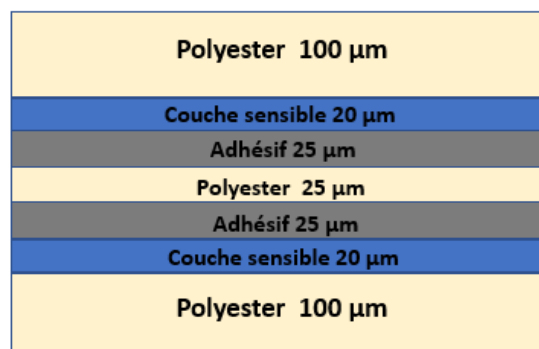 Polyester 100 µm
Couche sensible 20 µm
Adhésif 25 µm
Polyester 25 µm
Adhésif 25 µm
Couche sensible 20 µm
Polyester 100 µm